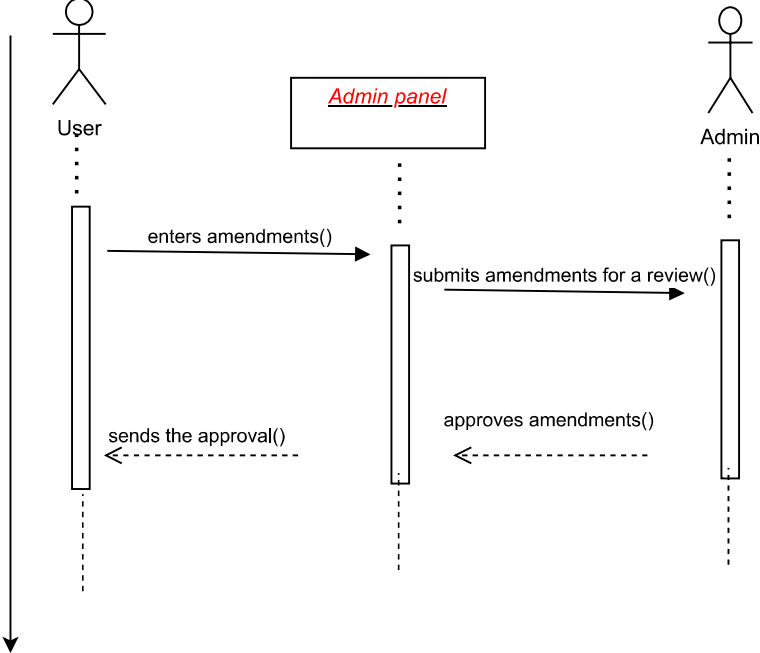 Admin panel
User
Admin
enters amendments()
submits amendments for a review()
approves amendments()
sends the approval()